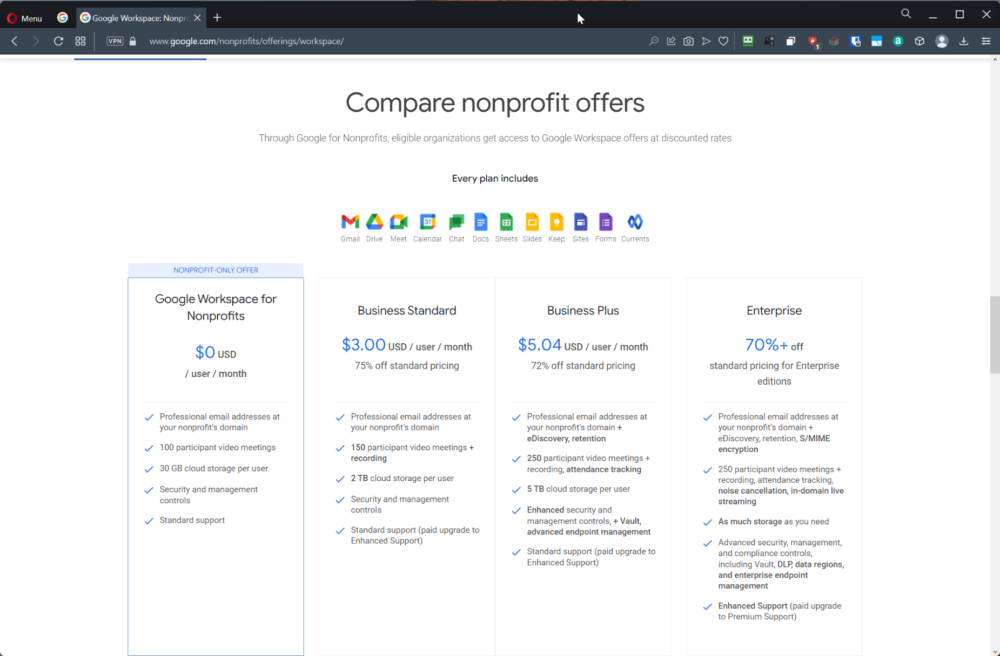 Menu
Google Workspace: Nonpr
VPN
www.google.com/nonprofits/offerings/workspace/
1
a
Compare nonprofit offers
Through Google for Nonprofits, eligible organizations get access to Google Workspace offers at discounted rates
Every plan includes
31
Gmail Drive Meet Calendar Chat Docs Sheets Slides Keep Sites Forms Currents
NONPROFIT-ONLY OFFER
Google Workspace for
Nonprofits
$0 USD
/ user / month
Professional email addresses at
your nonprofit's domain
100 participant video meetings
30 GB cloud storage per user
Security and management
controls
Standard support
Business Standard
$3.00 USD / user / month
75% off standard pricing
Professional email addresses at
your nonprofit's domain
150 participant video meetings +
recording
2 TB cloud storage per user
Security and management
controls
Standard support (paid upgrade to
Enhanced Support)
Business Plus
$5.04 USD / user / month
72% off standard pricing
Professional email addresses at
your nonprofit's domain +
eDiscovery, retention
250 participant video meetings +
recording, attendance tracking
5 TB cloud storage per user
Enhanced security and
management controls, + Vault,
advanced endpoint management
Standard support (paid upgrade to
Enhanced Support)
Enterprise
70%+ off
standard pricing for Enterprise
editions
Professional email addresses at
your nonprofit's domain +
eDiscovery, retention, S/MIME
encryption
250 participant video meetings +
recording, attendance tracking,
noise cancellation, in-domain live
streaming
As much storage as you need
Advanced security, management,
and compliance controls,
including Vault, DLP, data regions,
and enterprise endpoint
management
Enhanced Support (paid upgrade
to Premium Support)